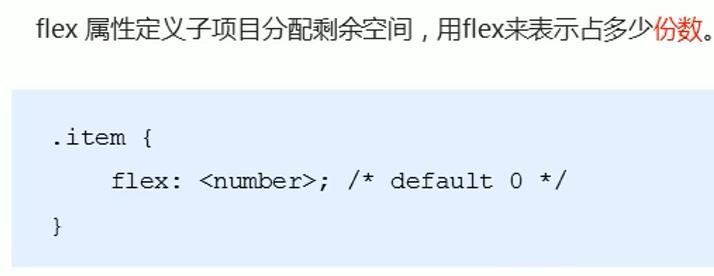 flex 属性定义子项目分配剩余空间，用flex来表示占多少份数。
.item {
    flex: <number>; /* default 0 */
}